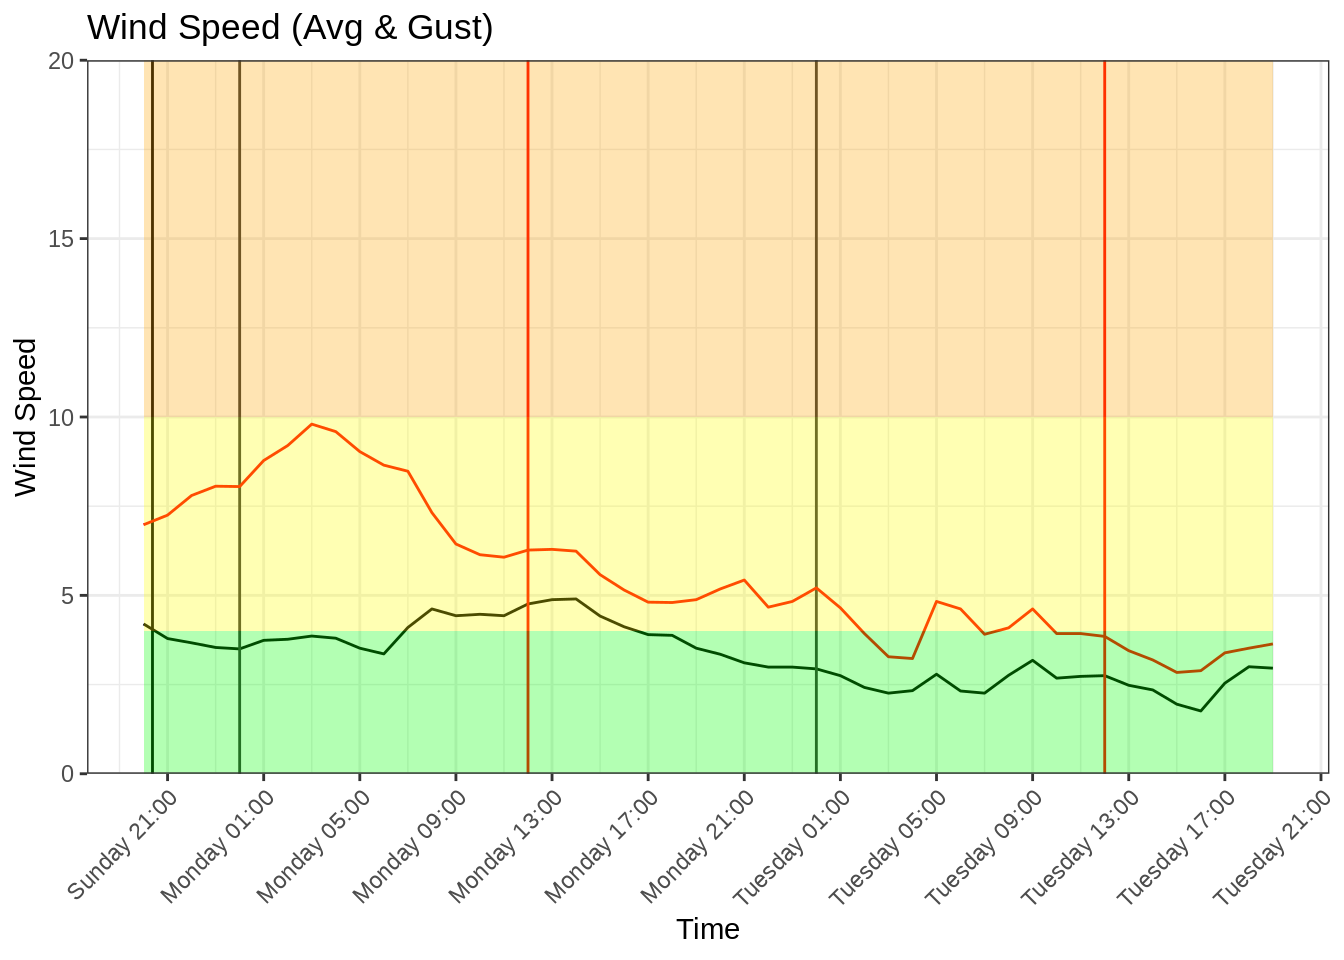 Wind Speed (Avg & Gust)
20
15
10
5
0
Wind Speed
Sunday 21:00
Monday 01:00
Monday 05:00
Monday 09:00
Monday 13:00
Monday 17:00
Monday 21:00
Tuesday 01:00
Tuesday 05:00
Tuesday 09:00
Tuesday 13:00
Tuesday 17:00
Tuesday 21:00
Time